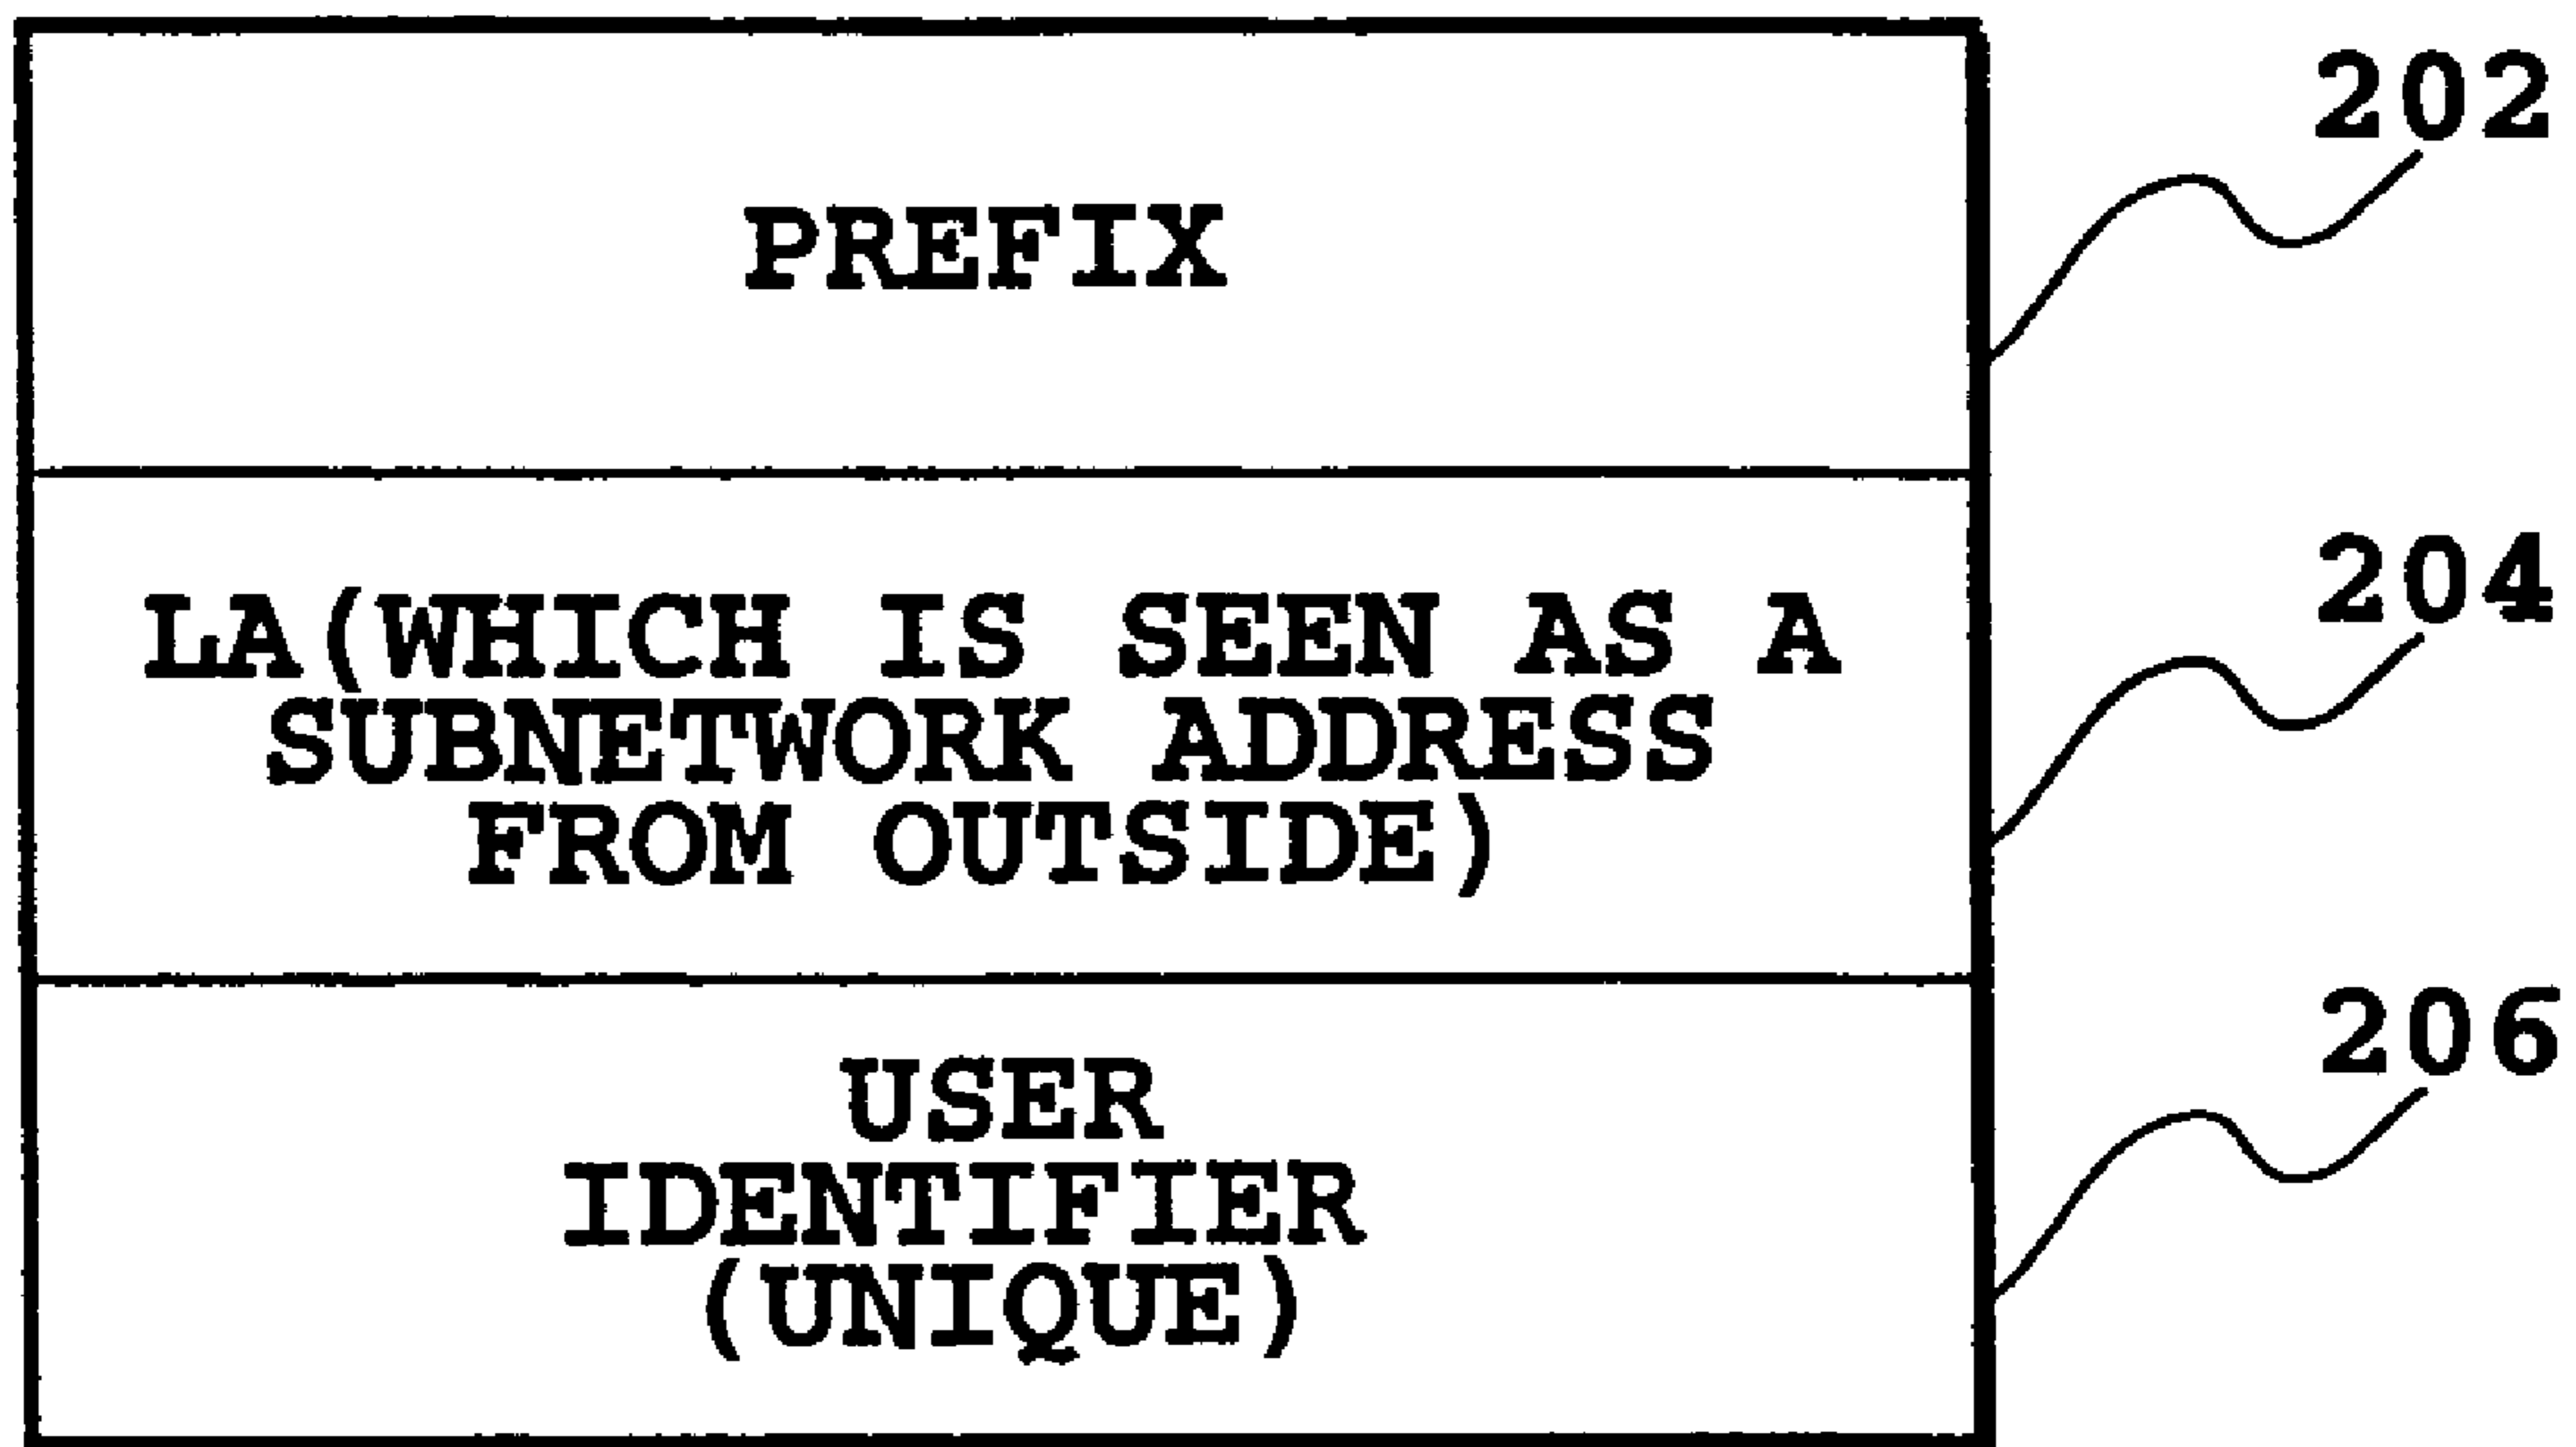 202
PREFIX
204
LA(WHICH IS SEEN AS A
SUBNETWORK ADDRESS
FROM OUTSIDE)
206
USER
IDENTIFIER
(UNIQUE)